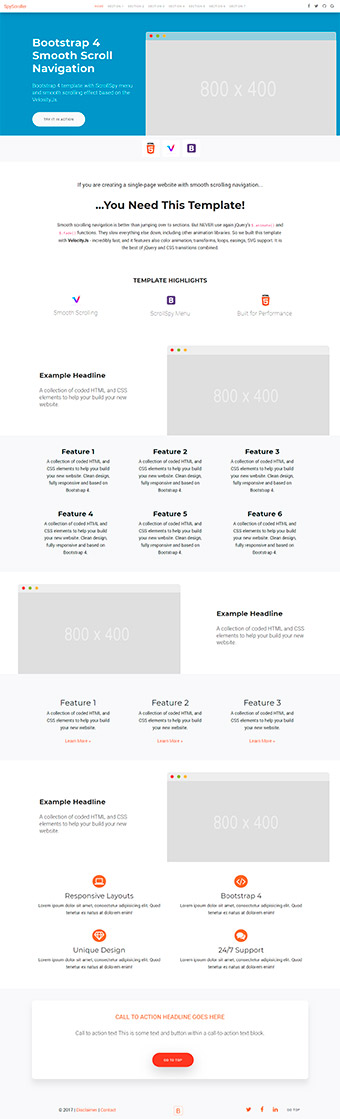 SpyScroller
HOME SECTION 1 SECTION 2 SECTION 3 SECTION 4 SECTION 5 SECTION 6 SECTION 7
Bootstrap 4
Smooth Scroll
Navigation
Bootstrap 4 template with ScrollSpy menu
and smooth scrolling effect based on the
Velocity.Js
TRY IT IN ACTION
800 x 400
If you are creating a single-page website with smooth-scrolling navigation...
...You Need This Template!
Smooth scrolling navigation is better than jumping over to sections. But NEVER use again jQuery's $.animate() and
$.fade() functions. They slow everything else down, including other animation libraries. So we built this template
with Velocity.Js - incredibly fast, and it features also color animation, transforms, loops, easings, SVG support. It is
the best of jQuery and CSS transitions combined.
TEMPLATE HIGHLIGHTS
Smooth Scrolling ScrollSpy Menu Built for Performance
Example Headline
A collection of coded HTML and CSS
elements to help your build your new
website.
800 x 400
Feature 1 Feature 2 Feature 3
A collection of coded HTML and A collection of coded HTML and A collection of coded HTML and
CSS elements to help your build CSS elements to help your build CSS elements to help your build
your new website. Clean design, your new website. Clean design, your new website. Clean design,
fully responsive and based on fully responsive and based on fully responsive and based on
Bootstrap 4. Bootstrap 4. Bootstrap 4.
Feature 4 Feature 5 Feature 6
A collection of coded HTML and A collection of coded HTML and A collection of coded HTML and
CSS elements to help your build CSS elements to help your build CSS elements to help your build
your new website. Clean design, your new website. Clean design, your new website. Clean design,
fully responsive and based on fully responsive and based on fully responsive and based on
Bootstrap 4. Bootstrap 4. Bootstrap 4.
800 x 400
Example Headline
A collection of coded HTML and CSS
elements to help your build your new
website.
Feature 1 Feature 2 Feature 3
A collection of coded HTML and A collection of coded HTML and A collection of coded HTML and
CSS elements to help your build CSS elements to help your build CSS elements to help your build
your new website. your new website. your new website.
Learn More » Learn More » Learn More »
Example Headline
A collection of coded HTML and CSS
elements to help your build your new
website.
800 x 400
Responsive Layouts Bootstrap 4
Lorem ipsum dolor sit amet, consectetur adipisicing elit. Quasi Lorem ipsum dolor sit amet, consectetur adipisicing elit. Quasi
tenetur ex natus at dolorem enim! tenetur ex natus at dolorem enim!
Unique Design 24/7 Support
Lorem ipsum dolor sit amet, consectetur adipisicing elit. Quasi Lorem ipsum dolor sit amet, consectetur adipisicing elit. Quasi
tenetur ex natus at dolorem enim! tenetur ex natus at dolorem enim!
CALL TO ACTION HEADLINE GOES HERE
Call to action text This is some text and button within a call-to-action text block.
GO TO TOP
© 2017 | Disclaimer | Contact
B
GO TOP